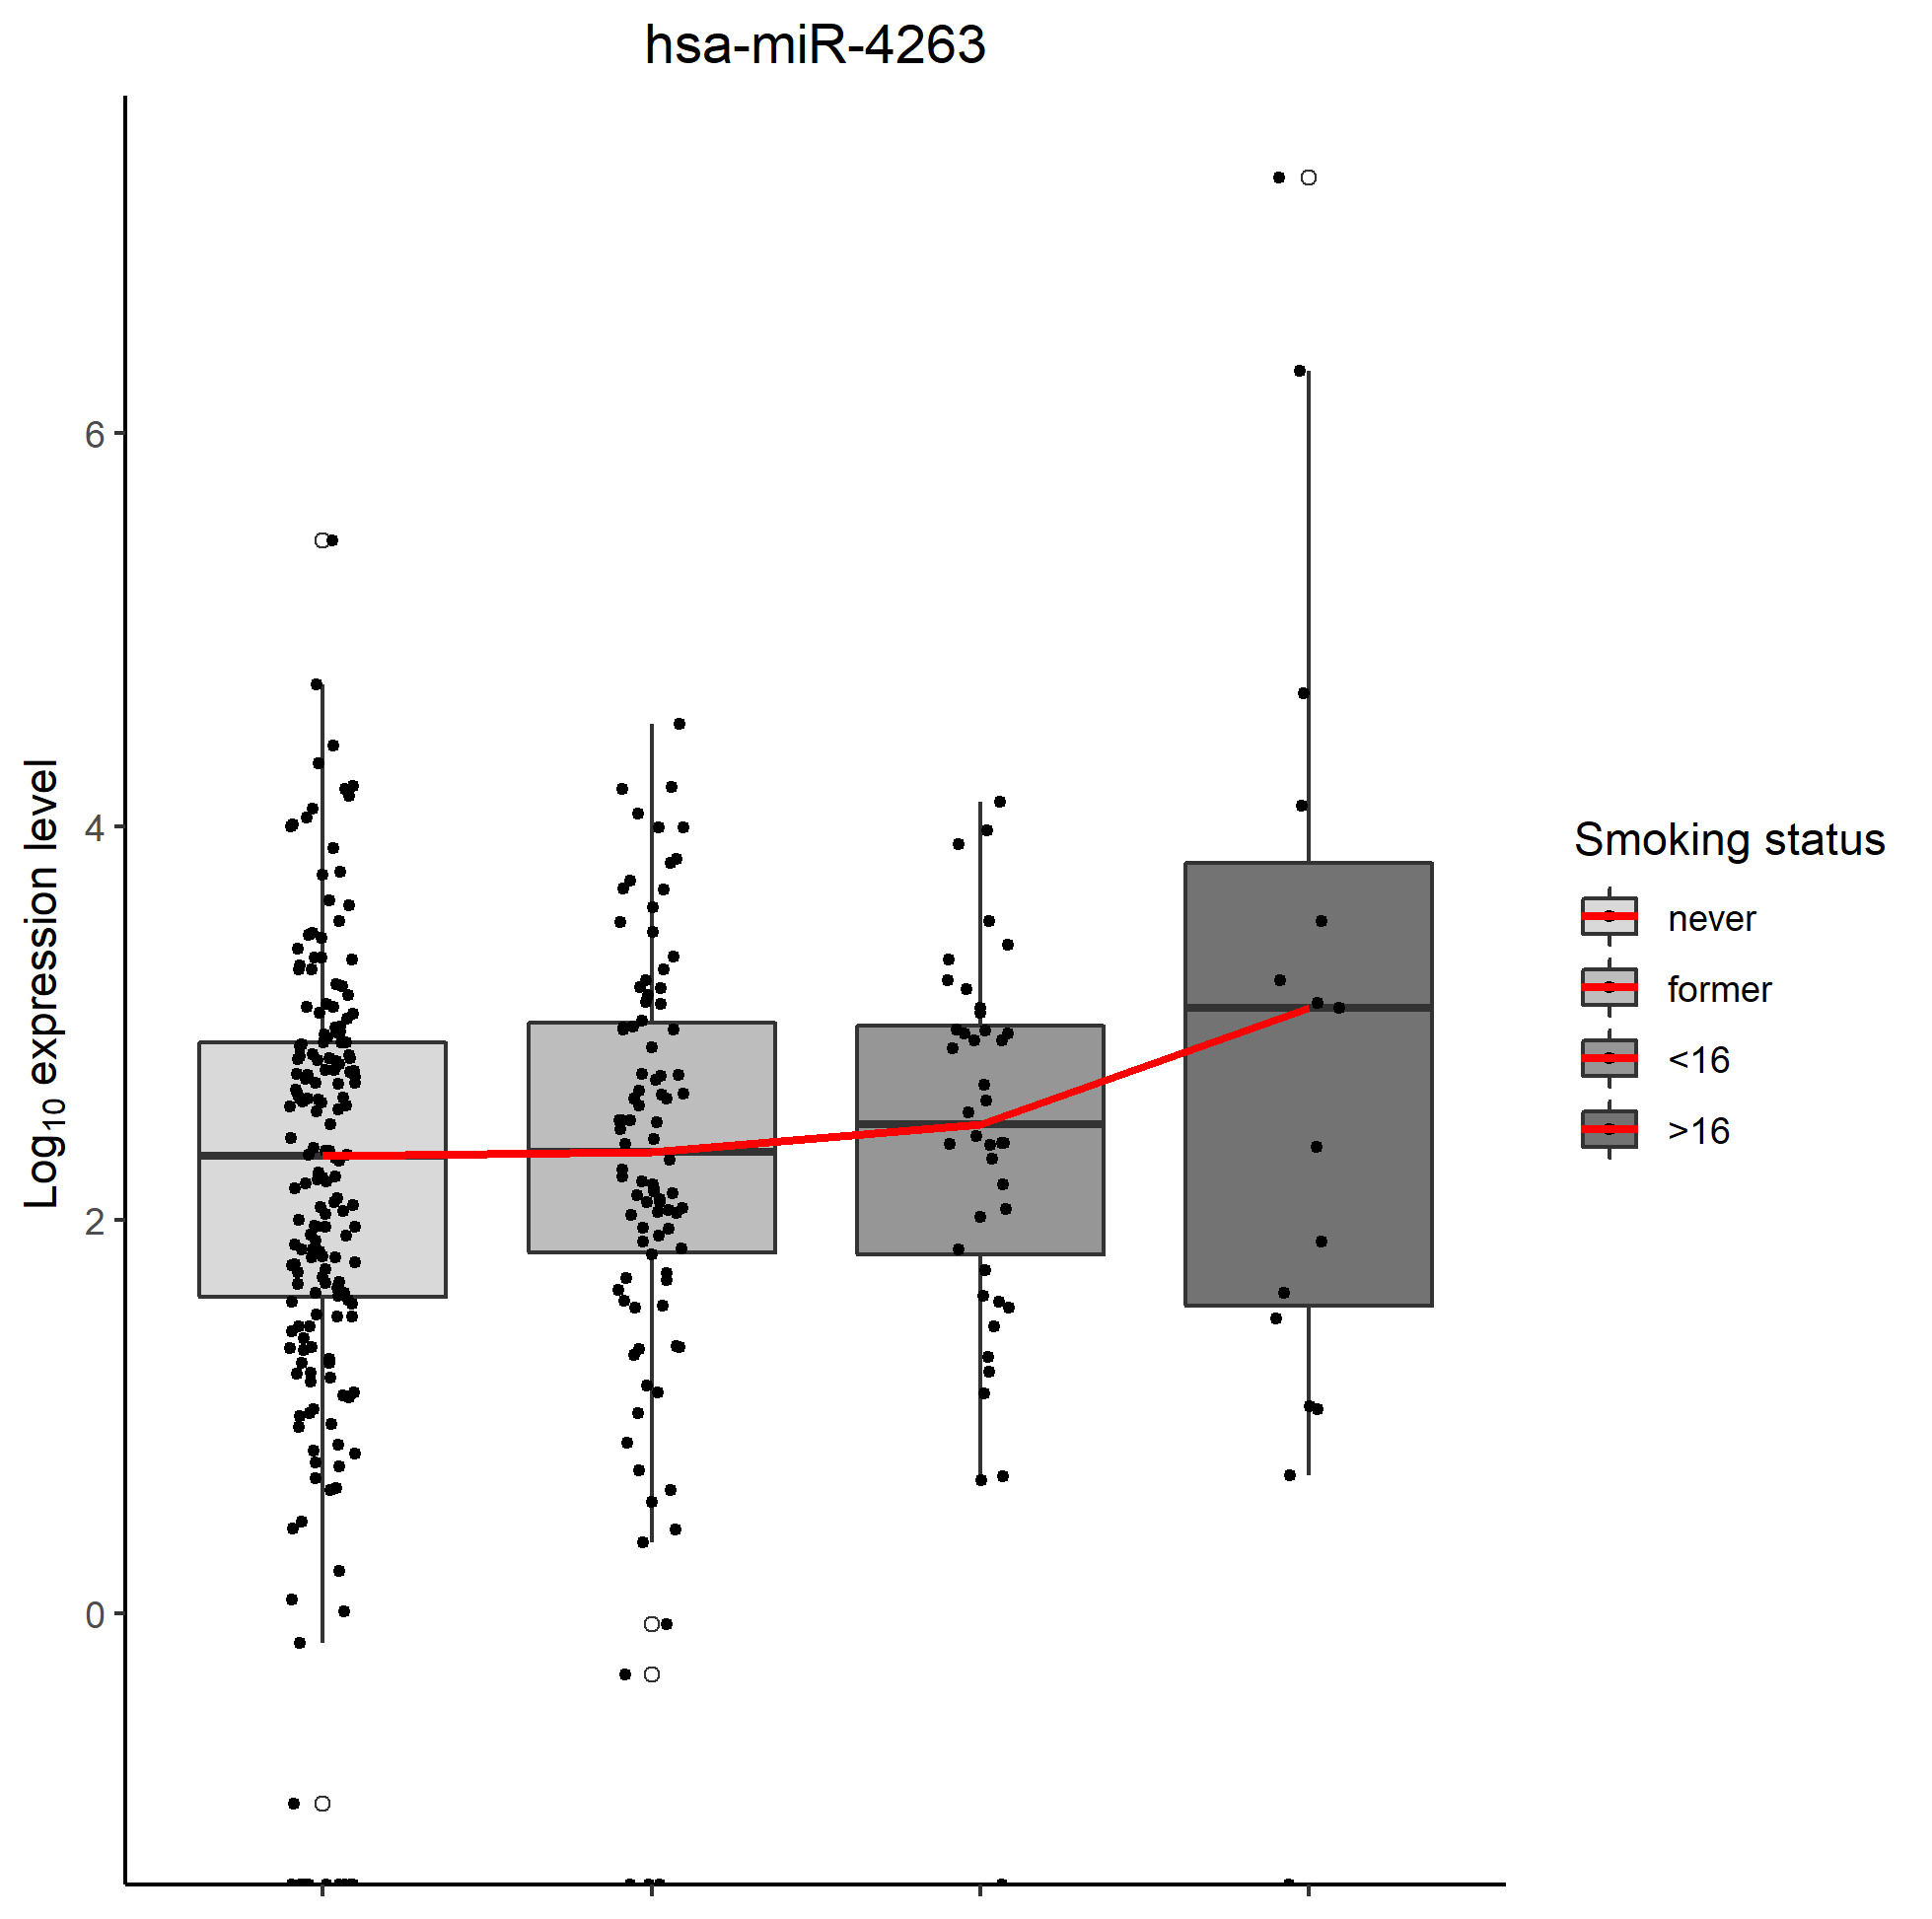 hsa-miR-4263
Log10 expression level
6
4
2
0
Smoking status
never
former
<16
>16